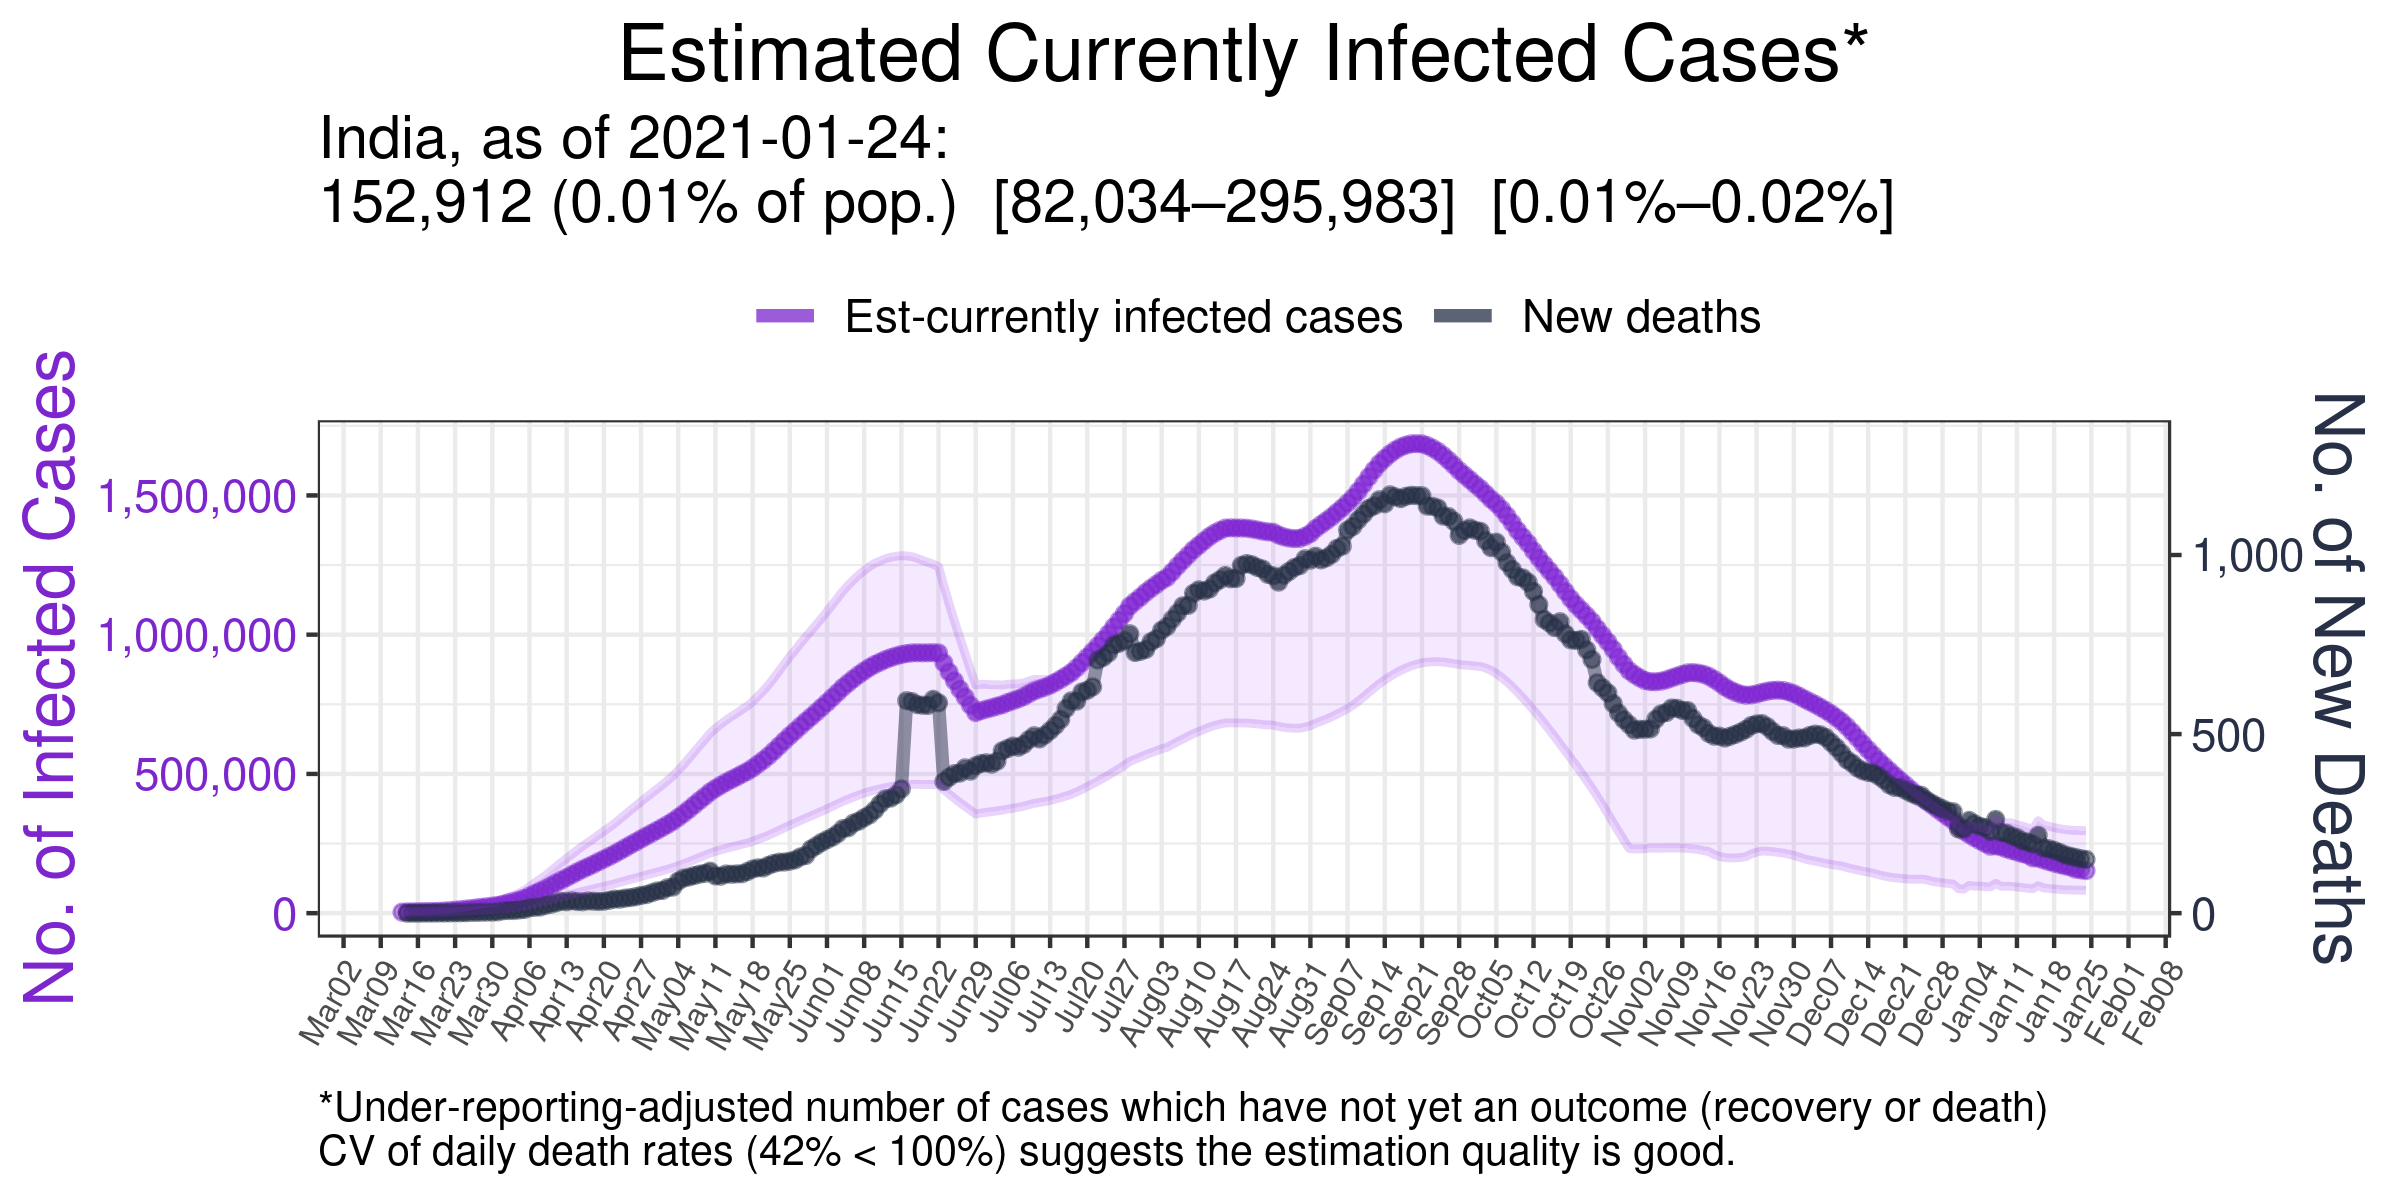 Estimated Currently Infected Cases*
India, as of 2021-01-24:
152,912 (0.01% of pop.) [82,034–295,983] [0.01%–0.02%]
Est-currently infected cases New deaths
No. of Infected Cases
1,500,000
1,000,000
500,000
0
No. of New Deaths
1,000
500
0
Mar02 Mar09 Mar16 Mar23 Mar30 Apr06 Apr13 Apr20 Apr27 May04 May11 May18 May25 Jun01 Jun08 Jun15 Jun22 Jun29 Jul06 Jul13 Jul20 Jul27 Aug03 Aug10 Aug17 Aug24 Aug31 Sep07 Sep14 Sep21 Sep28 Oct05 Oct12 Oct19 Oct26 Nov02 Nov09 Nov16 Nov23 Nov30 Dec07 Dec14 Dec21 Dec28 Jan04 Jan11 Jan18 Jan25 Feb01 Feb08
*Under-reporting-adjusted number of cases which have not yet an outcome (recovery or death)
CV of daily death rates (42% < 100%) suggests the estimation quality is good.